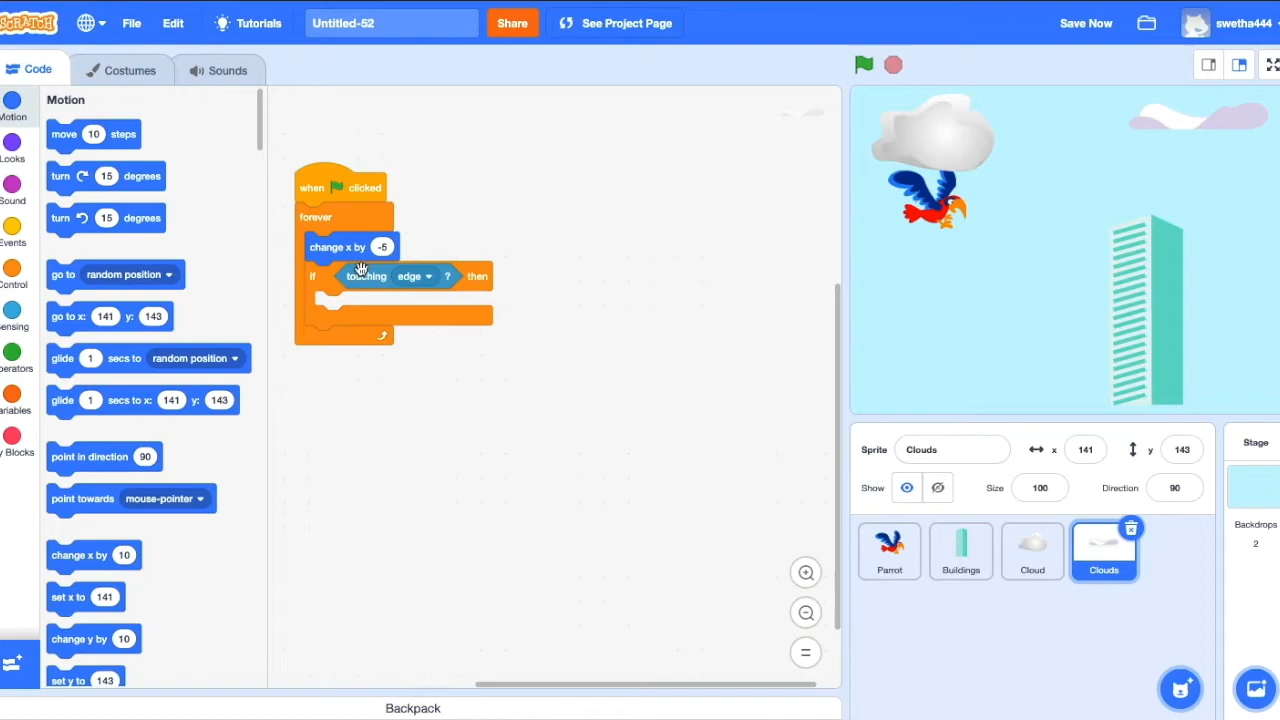 SCRATCH File Edit Tutorials Untitled-52 Share See Project Page Save Now swetha444
Code Costumes Sounds
Motion
Looks
Sound
Events
Control
ensing
perators
ariables
y Blocks
Motion
move 10 steps
turn 15 degrees
turn 15 degrees
go to random position
go to x: 141 y: 143
glide 1 secs to random position
glide 1 secs to x: 141 y: 143
point in direction 90
point towards mouse-pointer
change x by 10
set x to 141
change y by 10
set y to 143
when clicked
forever
change x by -5
if touching edge ? then
Backpack
Sprite Clouds x 141 y 143
Show Size 100 Direction 90
Parrot Buildings Cloud Clouds
Stage
Backdrops
2